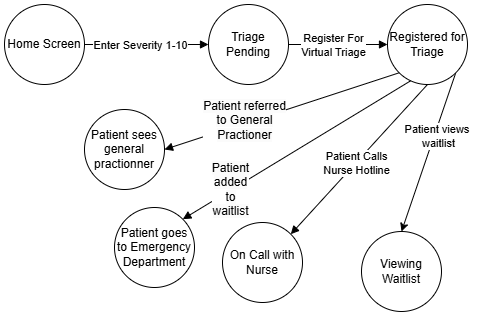 Home Screen
Enter Severity 1-10
Triage
Pending
Register For
Virtual Triage
Registered for
Triage
Patient referred
to General
Practioner
Patient sees
general
practionner
Patient
added
to
waitlist
Patient Calls
Nurse Hotline
Patient views
waitlist
Patient goes
to Emergency
Department
On Call with
Nurse
Viewing
Waitlist